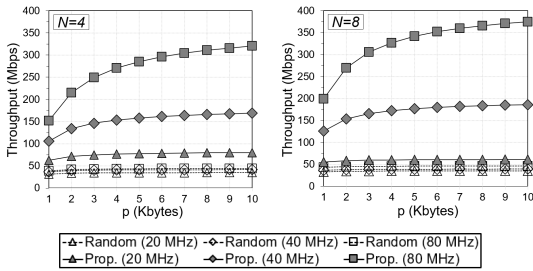 N=4
N=8
Throughput (Mbps)
400
350
300
250
200
150
100
50
0
1 2 3 4 5 6 7 8 9 10
p (Kbytes)
Throughput (Mbps)
400
350
300
250
200
150
100
50
0
1 2 3 4 5 6 7 8 9 10
p (Kbytes)
Random (20 MHz) Random (40 MHz) Random (80 MHz)
Prop. (20 MHz) Prop. (40 MHz) Prop. (80 MHz)